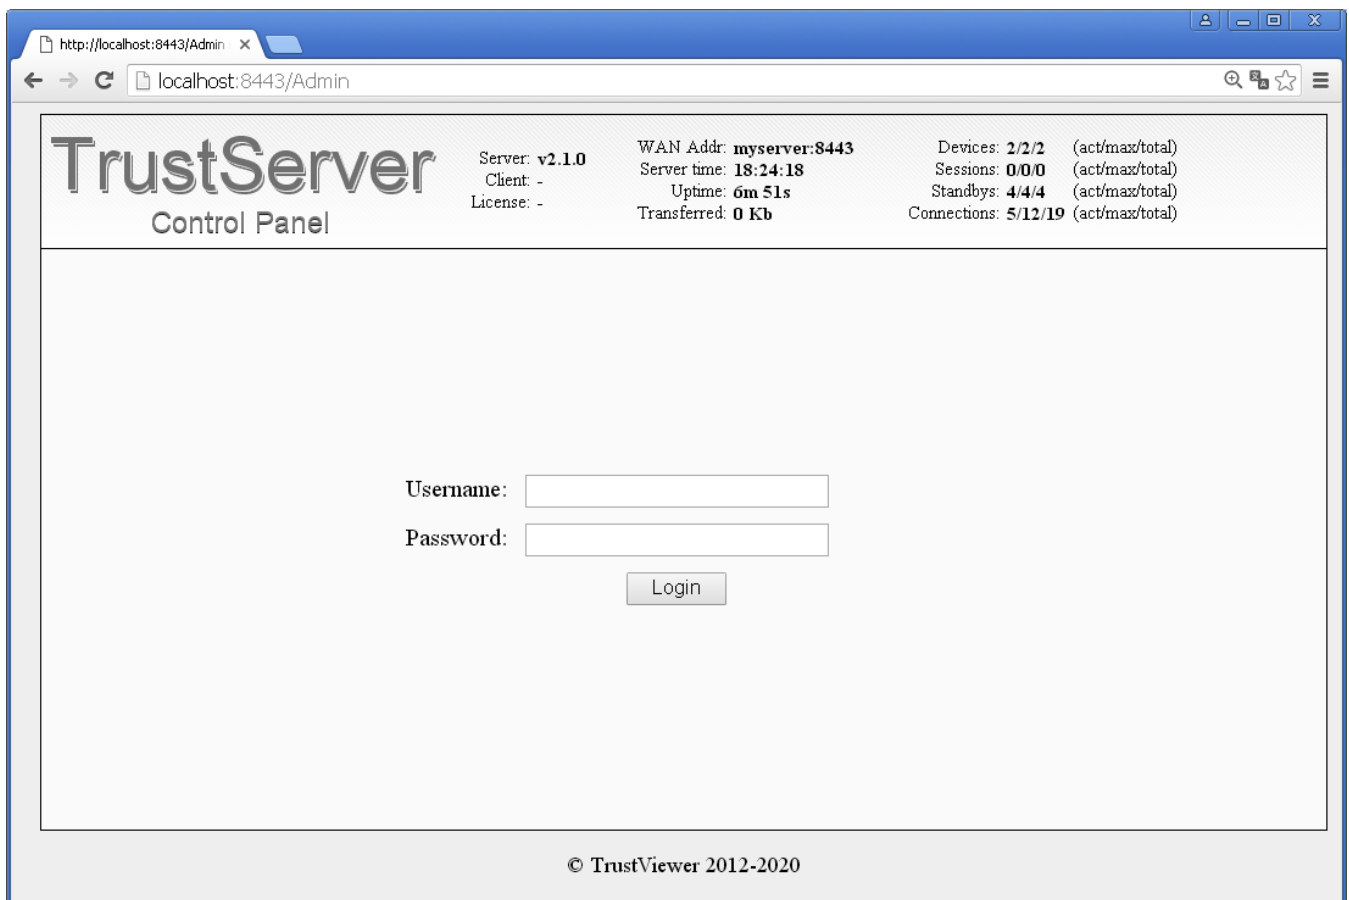 http://localhost:8443/Admin
localhost:8443/Admin
TrustServer
Control Panel
Server: v2.1.0
Client: -
License: -
WAN Addr: myserver:8443
Server time: 18:24:18
Uptime: 6m 51s
Transferred: 0 Kb
Devices: 2/2/2 (act/max/total)
Sessions: 0/0/0 (act/max/total)
Standbys: 4/4/4 (act/max/total)
Connections: 5/12/19 (act/max/total)
Username:
Password:
Login
© TrustViewer 2012-2020